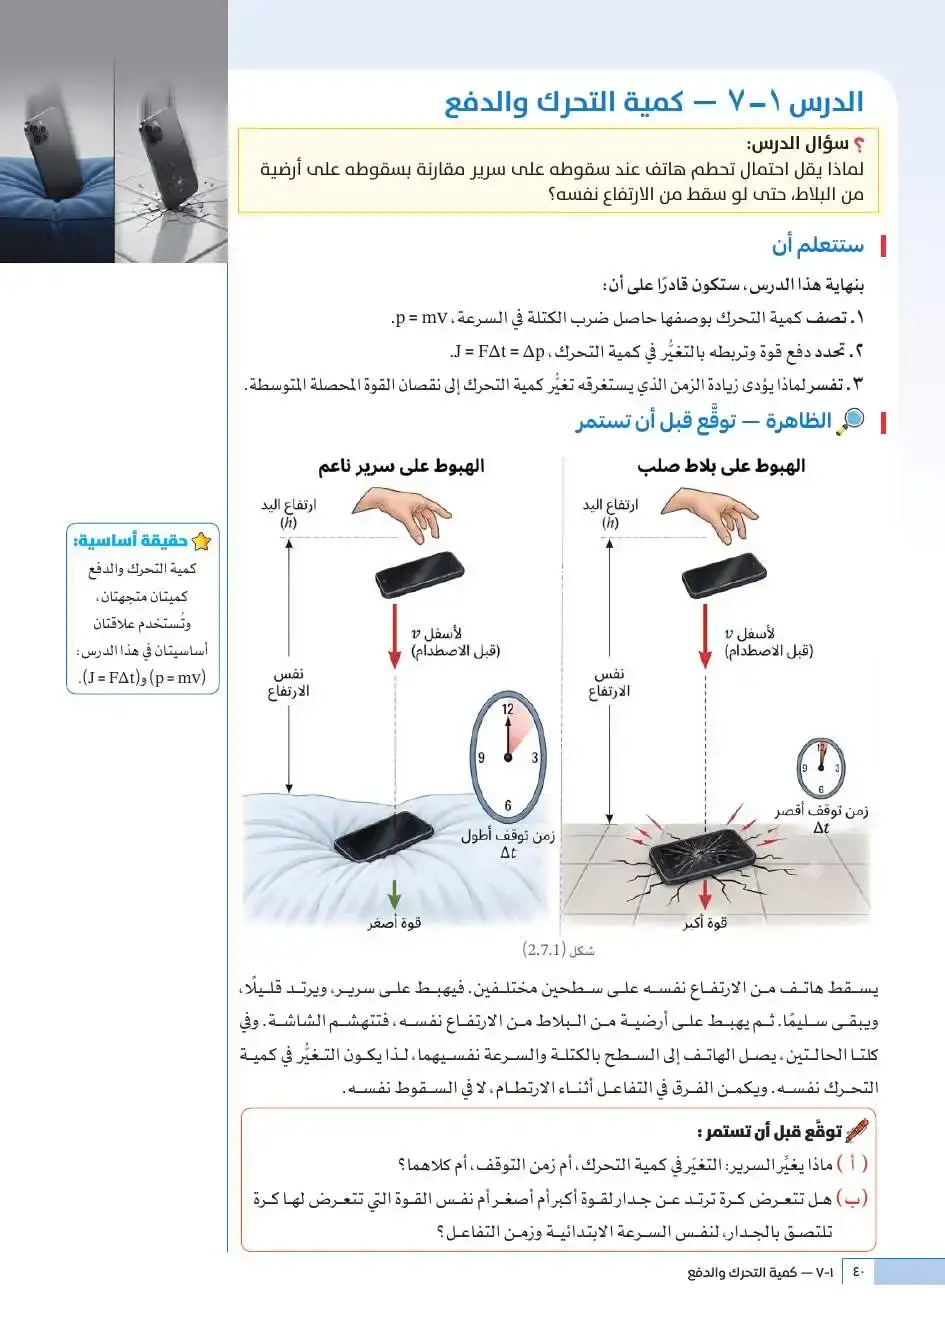 الدرس ١-٧ — كمية التحرك والدفع
؟ سؤال الدرس:
لماذا يقل احتمال تحطم هاتف عند سقوطه على سرير مقارنة بسقوطه على أرضية
من البلاط، حتى لو سقط من الارتفاع نفسه؟
ستتعلم أن
بنهاية هذا الدرس، ستكون قادرًا على أن:
١. تصف كمية التحرك بوصفها حاصل ضرب الكتلة في السرعة، p = mv.
٢. تحدد دفع قوة وتربطه بالتغيُّر في كمية التحرك، J = FΔt = Δp.
٣. تفسر لماذا يؤدى زيادة الزمن الذي يستغرقه تغيُّر كمية التحرك إلى نقصان القوة المحصلة المتوسطة.
الظاهرة — توقَّع قبل أن تستمر
الهبوط على بلاط صلب
ارتفاع اليد
(h)
لأسفل v
(قبل الاصطدام)
نفس
الارتفاع
12
3
6
9
زمن توقف أقصر
Δt
قوة أكبر
الهبوط على سرير ناعم
ارتفاع اليد
(h)
لأسفل v
(قبل الاصطدام)
نفس
الارتفاع
12
3
6
9
زمن توقف أطول
Δt
قوة أصغر
شكل (2.7.1)
حقيقة أساسية:
كمية التحرك والدفع
كميتان متجهتان،
وتُستخدم علاقتان
أساسيتان في هذا الدرس:
(p = mv) و(J = FΔt).
يسقط هاتف من الارتفاع نفسه على سطحين مختلفين. فيهبط على سرير، ويرتد قليلًا،
ويبقى سليمًا. ثم يهبط على أرضية من البلاط من الارتفاع نفسه، فتتهشم الشاشة. وفي
كلتا الحالتين، يصل الهاتف إلى السطح بالكتلة والسرعة نفسيهما، لذا يكون التغيُّر في كمية
التحرك نفسه. ويكمن الفرق في التفاعل أثناء الارتطام، لا في السقوط نفسه.
توقَّع قبل أن تستمر:
(أ) ماذا يغيِّر السرير: التغيَر في كمية التحرك، أم زمن التوقف، أم كلاهما؟
(ب) هل تتعرض كرة ترتد عن جدار لقوة أكبر أم أصغر أم نفس القوة التي تتعرض لها كرة
تلتصق بالجدار، لنفس السرعة الابتدائية وزمن التفاعل؟
٤٠ ١-٧ — كمية التحرك والدفع